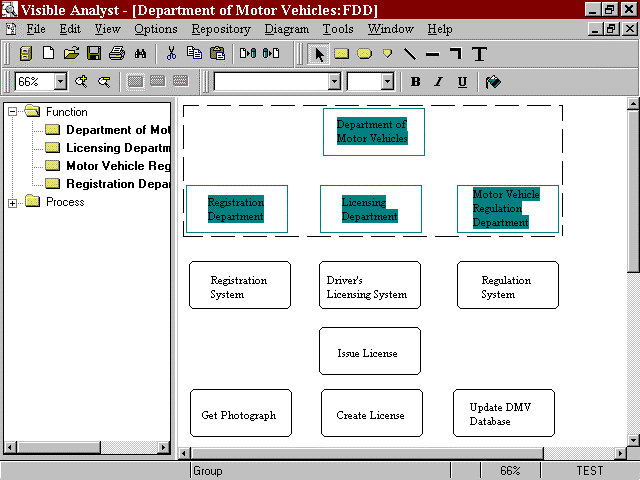 Visible Analyst - [Department of Motor Vehicles:FDD]
File Edit View Options Repository Diagram Tools Window Help
T
66% B I U
Function
Department of Mot
Licensing Departm
Motor Vehicle Reg
Registration Depar
Process
Department of
Motor Vehicles
Registration
Department
Licensing
Department
Motor Vehicle
Regulation
Department
Registration
System
Driver's
Licensing System
Regulation
System
Issue License
Get Photograph
Create License
Update DMV
Database
Group 66% TEST